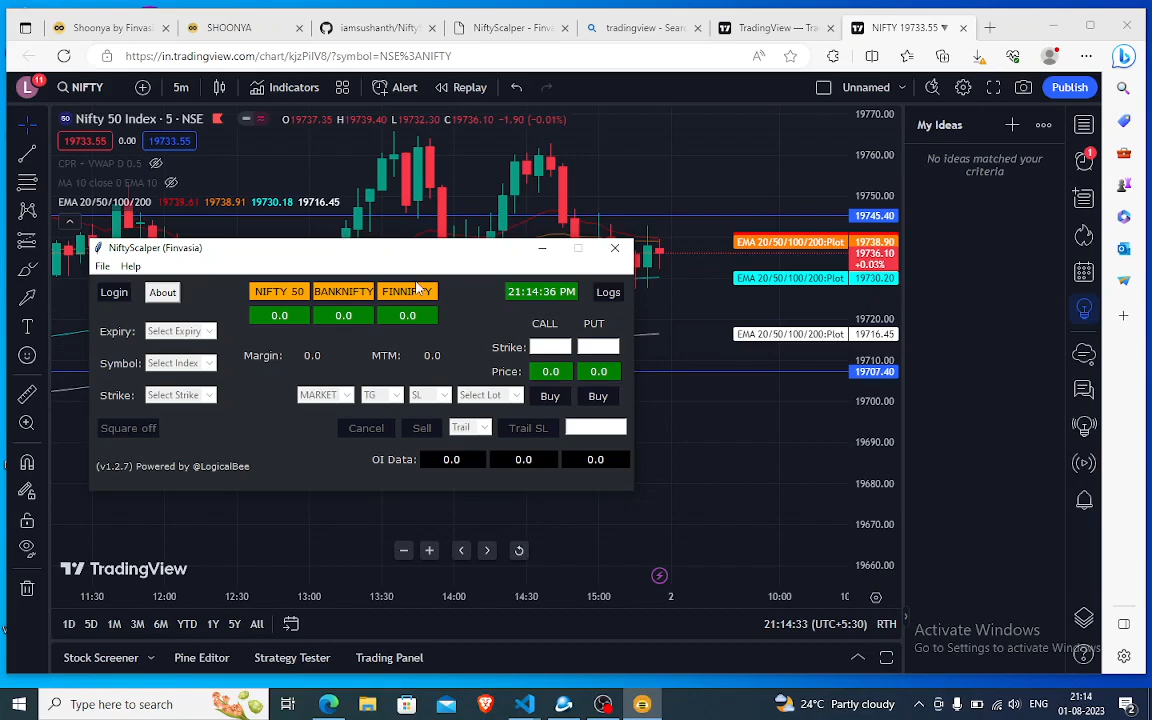 Shoonya by Finvasi
SHOONYA
iamsushanth/Nifty
NiftyScalper - Finva
tradingview - Searc
TradingView — Tra
NIFTY 19733.55 ▼
https://in.tradingview.com/chart/kjzPiIV8/?symbol=NSE%3ANIFTY
L 11
NIFTY
5m
Indicators
Alert
Replay
Unnamed
Publish
50 Nifty 50 Index · 5 · NSE
O19737.35 H19739.40 L19732.30 C19736.10 -1.90 (-0.01%)
19733.55 0.00 19733.55
CPR + VWAP D 0.5
MA 10 close 0 EMA 10
EMA 20/50/100/200 19739.61 19738.91 19730.18 19716.45
19770.00
19760.00
19750.00
19745.40
EMA 20/50/100/200:Plot 19738.90
19736.10
+0.03%
EMA 20/50/100/200:Plot 19730.20
19720.00
EMA 20/50/100/200:Plot 19716.45
19710.00
19707.40
19700.00
19690.00
19680.00
19670.00
19660.00
My Ideas
No ideas matched your
criteria
1
NiftyScalper (Finvasia)
File Help
Login About NIFTY 50 BANKNIFTY FINNIFTY 21:14:36 PM Logs
0.0 0.0 0.0
CALL PUT
Expiry: Select Expiry
Strike:
Margin: 0.0 MTM: 0.0
Symbol: Select Index
Price: 0.0 0.0
Strike: Select Strike MARKET TG SL Select Lot Buy Buy
Square off Cancel Sell Trail Trail SL
OI Data: 0.0 0.0 0.0
(v1.2.7) Powered by @LogicalBee
TradingView
11:30 12:00 12:30 13:00 13:30 14:00 14:30 15:00 2 10:00 10
1D 5D 1M 3M 6M YTD 1Y 5Y All
21:14:33 (UTC+5:30) RTH
Stock Screener Pine Editor Strategy Tester Trading Panel
Activate Windows
Go to Settings to activate Windows
Type here to search
24°C Partly cloudy
ENG
21:14
01-08-2023
2